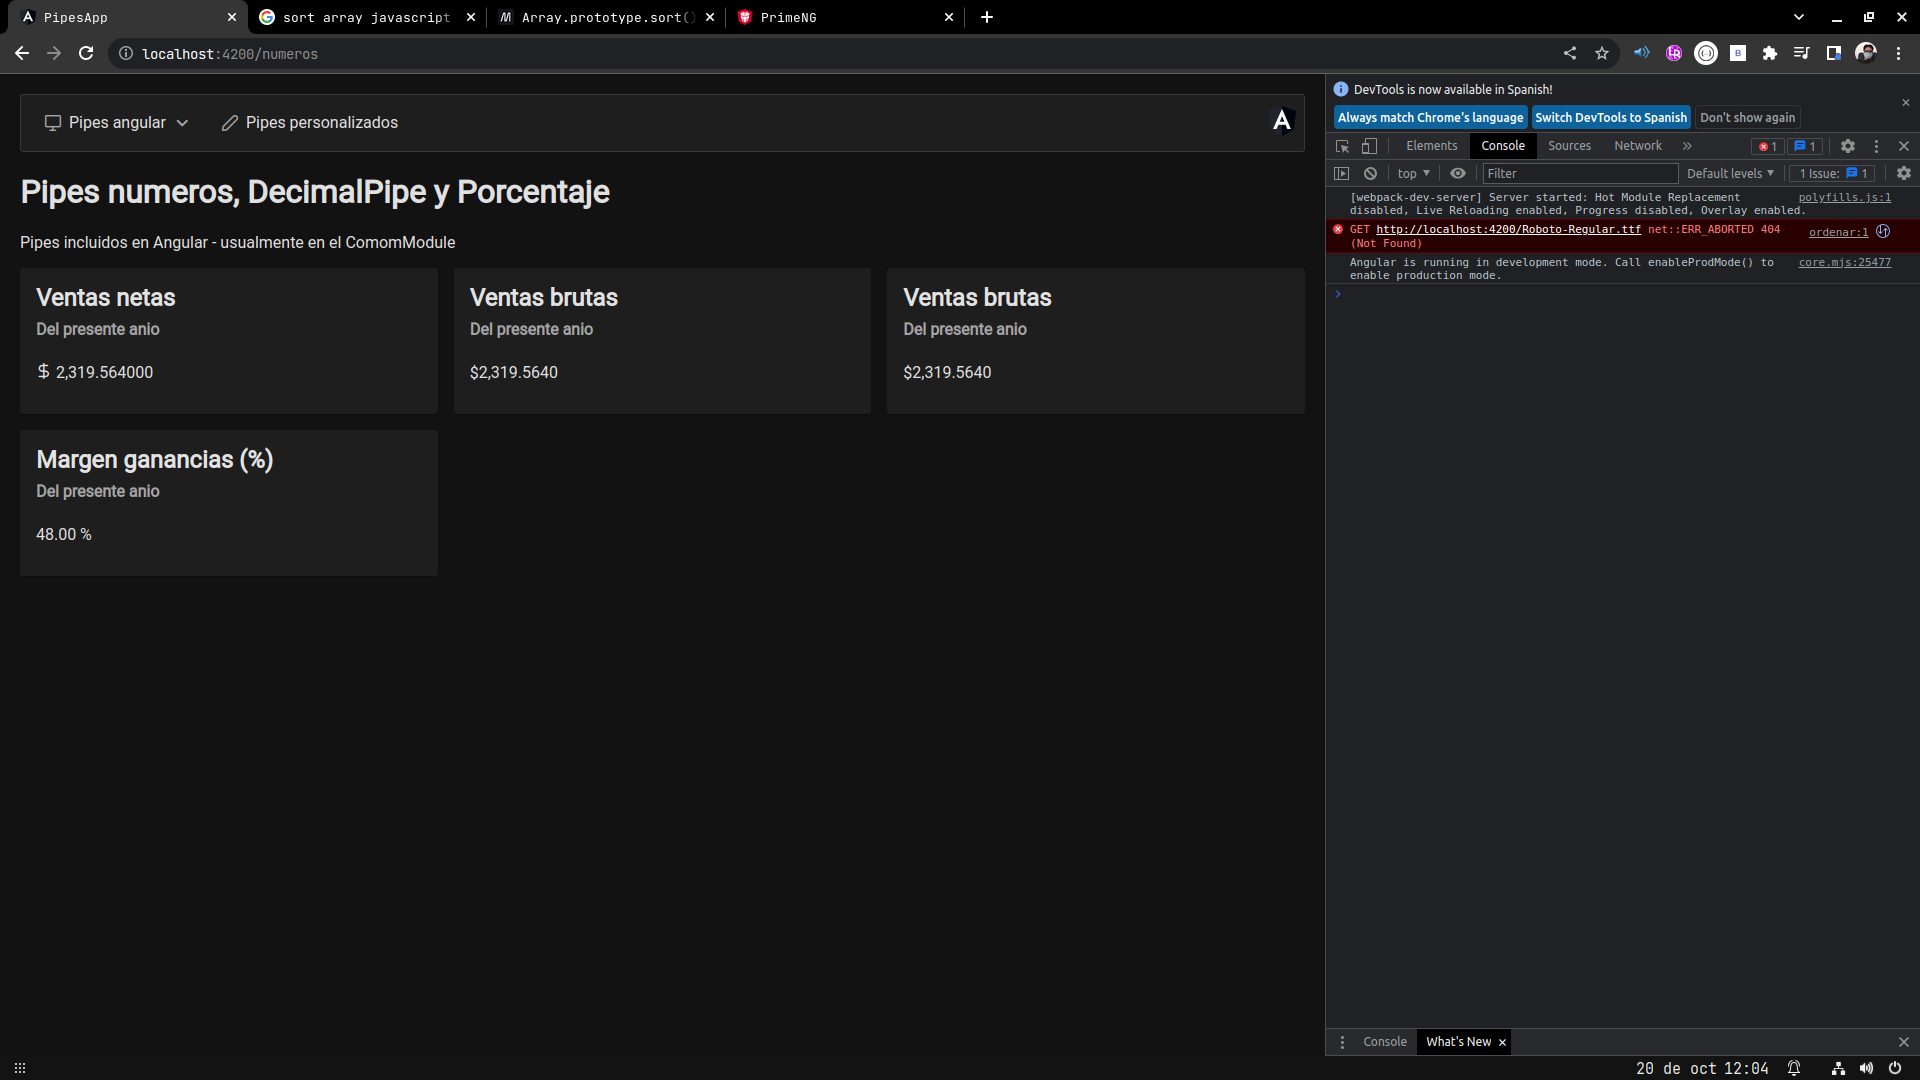 PipesApp
sort array javascript
Array.prototype.sort()
PrimeNG
localhost:4200/numeros
Pipes angular
Pipes personalizados
Pipes numeros, DecimalPipe y Porcentaje
Pipes incluidos en Angular - usualmente en el ComomModule
Ventas netas
Del presente anio
$ 2,319.564000
Ventas brutas
Del presente anio
$2,319.5640
Ventas brutas
Del presente anio
$2,319.5640
Margen ganancias (%)
Del presente anio
48.00 %
DevTools is now available in Spanish!
Always match Chrome's language
Switch DevTools to Spanish
Don't show again
Elements
Console
Sources
Network
1
1
top
Filter
Default levels
1 Issue: 1
[webpack-dev-server] Server started: Hot Module Replacement polyfills.js:1
disabled, Live Reloading enabled, Progress disabled, Overlay enabled.
GET http://localhost:4200/Roboto-Regular.ttf net::ERR_ABORTED 404 ordenar:1
(Not Found)
Angular is running in development mode. Call enableProdMode() to core.mjs:25477
enable production mode.
Console
What's New
20 de oct 12:04